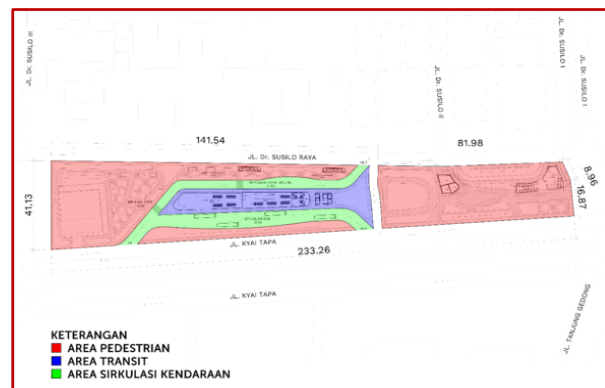 JL. Dr. SUSILO III
JL. Dr. SUSILO I
JL. Dr. SUSILO II
JL. Dr. SUSILO I
141.54
81.98
JL. Dr. SUSILO RAYA
8.96
16.87
41.13
JL. KYAI TAPA
233.26
JL. KYAI TAPA
JL. TANJUNG GEDONG
KETERANGAN
AREA PEDESTRIAN
AREA TRANSIT
AREA SIRKULASI KENDARAAN